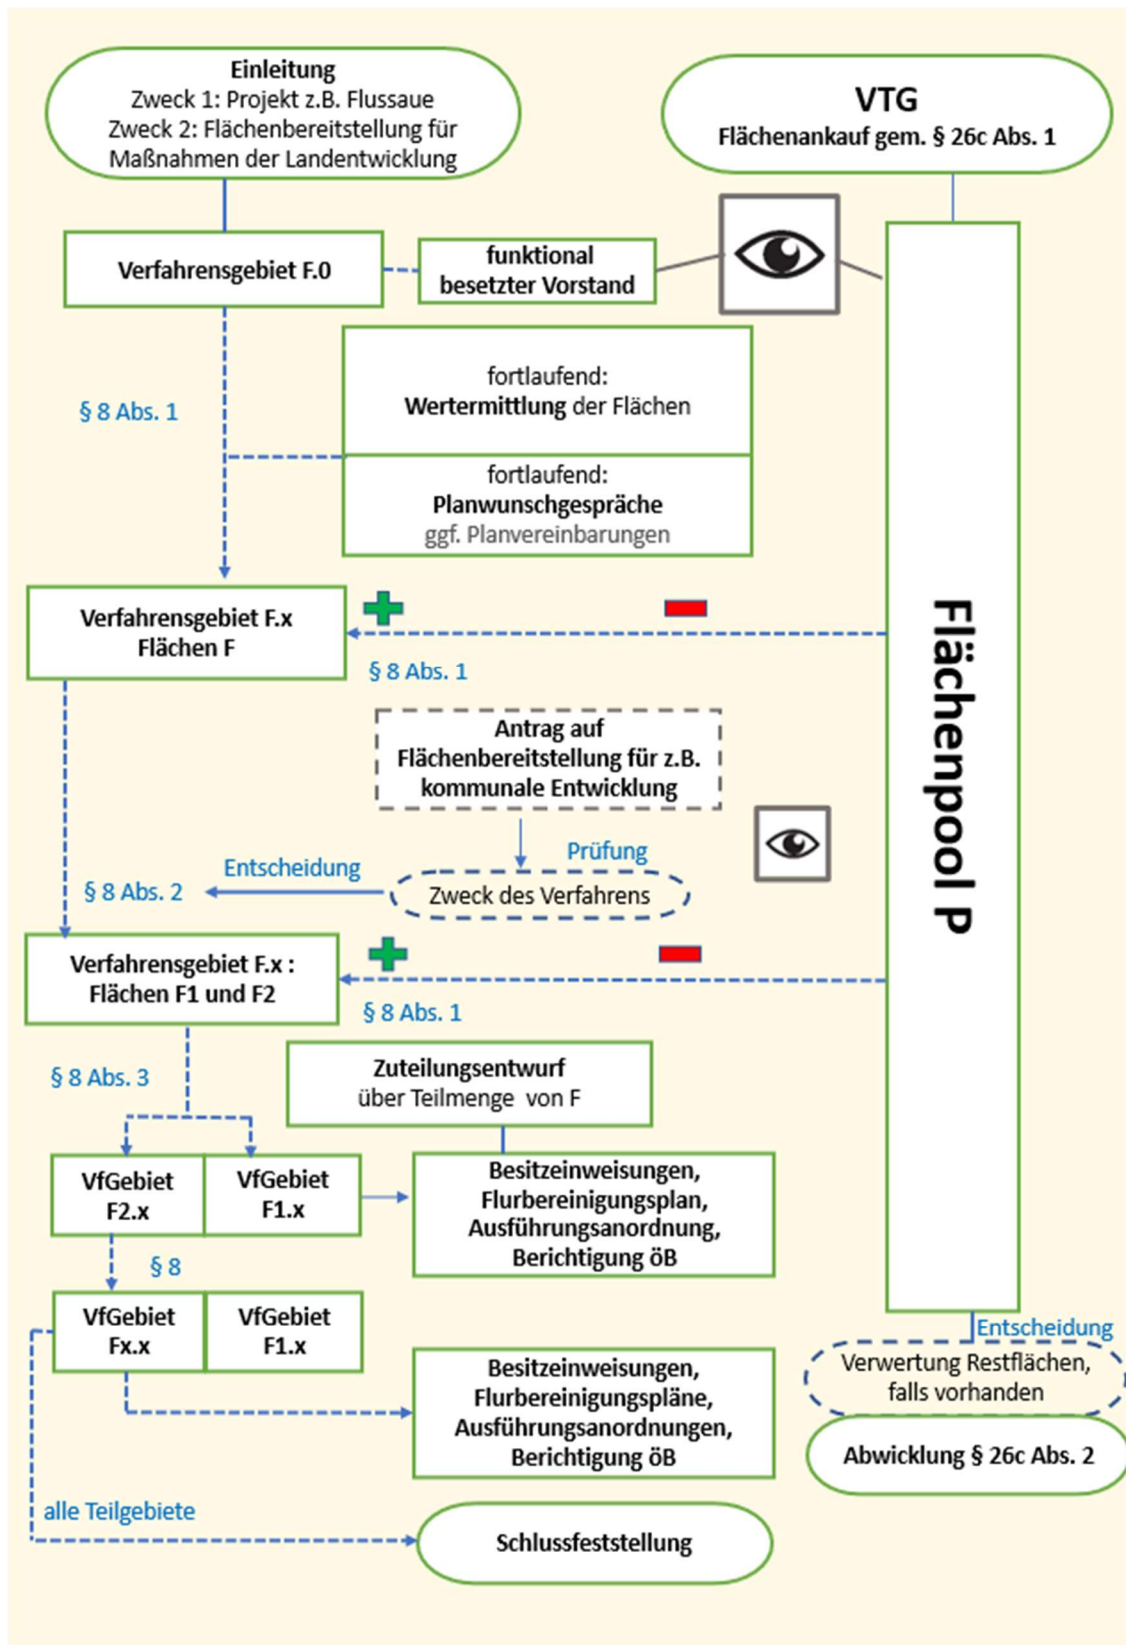 Einleitung
Zweck 1: Projekt z.B. Flussaue
Zweck 2: Flächenbereitstellung für
Maßnahmen der Landentwicklung
VTG
Flächenankauf gem. § 26c Abs. 1
Verfahrensgebiet F.0
funktional
besetzter Vorstand
§ 8 Abs. 1
fortlaufend:
Wertermittlung der Flächen
fortlaufend:
Planwunschgespräche
ggf. Planvereinbarungen
Flächenpool P
Verfahrensgebiet F.x
Flächen F
§ 8 Abs. 1
Antrag auf
Flächenbereitstellung für z.B.
kommunale Entwicklung
Prüfung
Entscheidung
§ 8 Abs. 2
Zweck des Verfahrens
Verfahrensgebiet F.x :
Flächen F1 und F2
§ 8 Abs. 1
§ 8 Abs. 3
Zuteilungsentwurf
über Teilmenge von F
VfGebiet
F2.x
VfGebiet
F1.x
Besitzeinweisungen,
Flurbereinigungsplan,
Ausführungsanordnung,
Berichtigung öB
§ 8
VfGebiet
Fx.x
VfGebiet
F1.x
Entscheidung
Verwertung Restflächen,
falls vorhanden
Besitzeinweisungen,
Flurbereinigungspläne,
Ausführungsanordnungen,
Berichtigung öB
Abwicklung § 26c Abs. 2
alle Teilgebiete
Schlussfeststellung